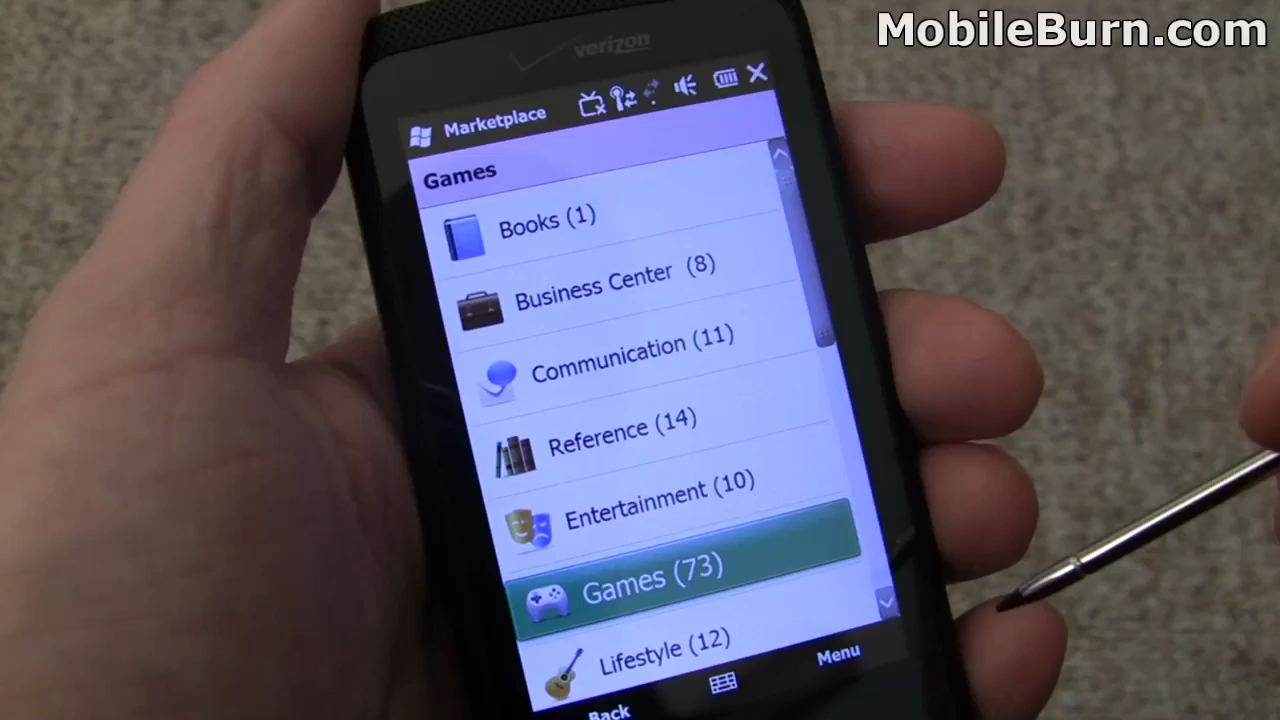 MobileBurn.com
verizon
Marketplace
Games
Books (1)
Business Center (8)
Communication (11)
Reference (14)
Entertainment (10)
Games (73)
Lifestyle (12)
Back
Menu